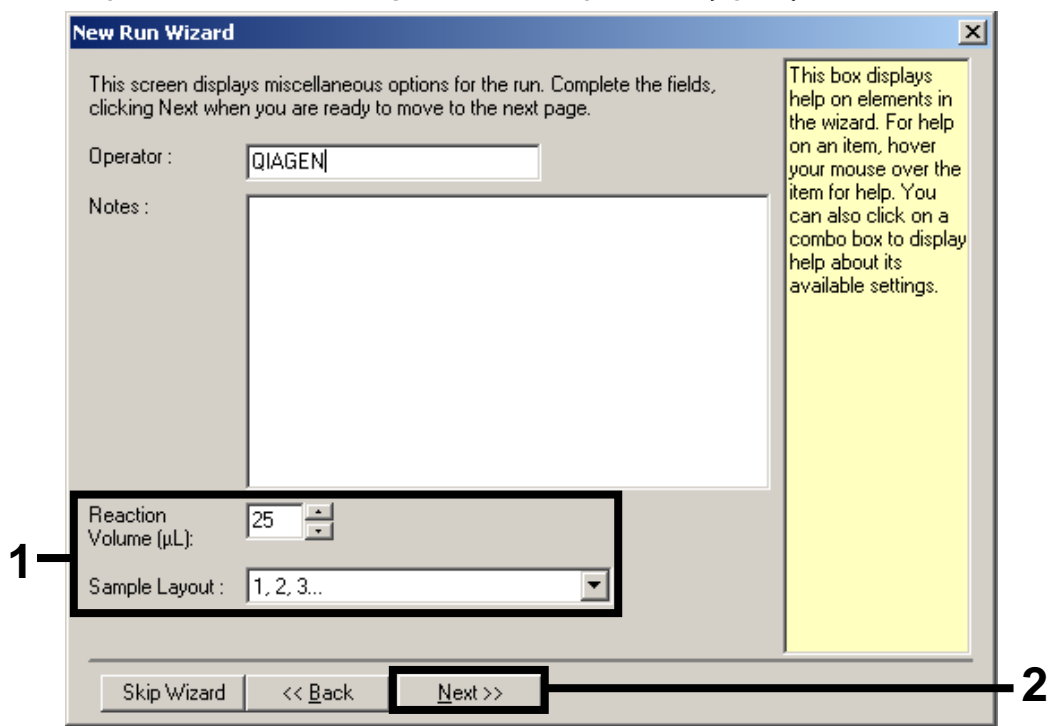 New Run Wizard
This screen displays miscellaneous options for the run. Complete the fields,
clicking Next when you are ready to move to the next page.
Operator :
QIAGEN
Notes :
Reaction
Volume (µL):
25
Sample Layout :
1, 2, 3...
1
Skip Wizard
<< Back
Next >>
2
This box displays
help on elements in
the wizard. For help
on an item, hover
your mouse over the
item for help. You
can also click on a
combo box to display
help about its
available settings.